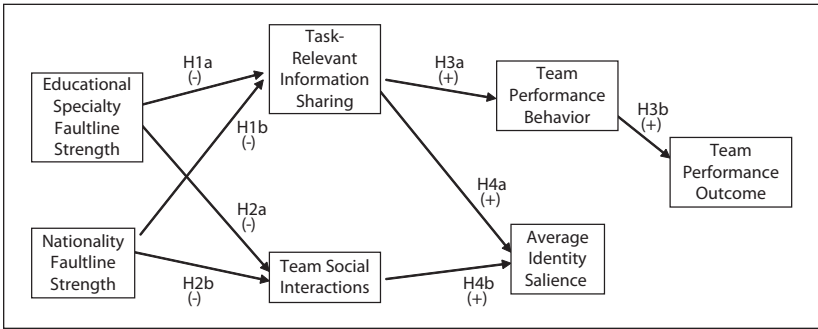 Educational
Specialty
Faultline
Strength
Nationality
Faultline
Strength
H1a
(-)
H1b
(-)
H2a
(-)
H2b
(-)
Task-
Relevant
Information
Sharing
Team Social
Interactions
H3a
(+)
H4a
(+)
H4b
(+)
Team
Performance
Behavior
Average
Identity
Salience
H3b
(+)
Team
Performance
Outcome